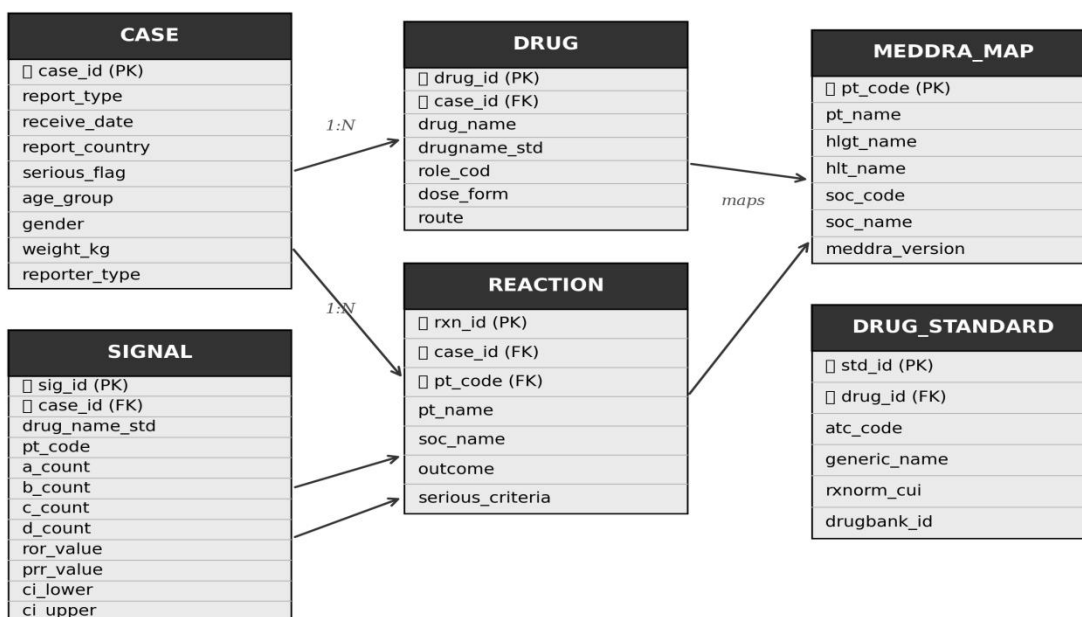 CASE
case_id (PK)
report_type
receive_date
report_country
serious_flag
age_group
gender
weight_kg
reporter_type
1:N
1:N
DRUG
drug_id (PK)
case_id (FK)
drug_name
drugname_std
role_cod
dose_form
route
maps
MEDDRA_MAP
pt_code (PK)
pt_name
hlgt_name
hlt_name
soc_code
soc_name
meddra_version
SIGNAL
sig_id (PK)
case_id (FK)
drug_name_std
pt_code
a_count
b_count
c_count
d_count
ror_value
prr_value
ci_lower
ci_upper
REACTION
rxn_id (PK)
case_id (FK)
pt_code (FK)
pt_name
soc_name
outcome
serious_criteria
DRUG_STANDARD
std_id (PK)
drug_id (FK)
atc_code
generic_name
rxnorm_cui
drugbank_id